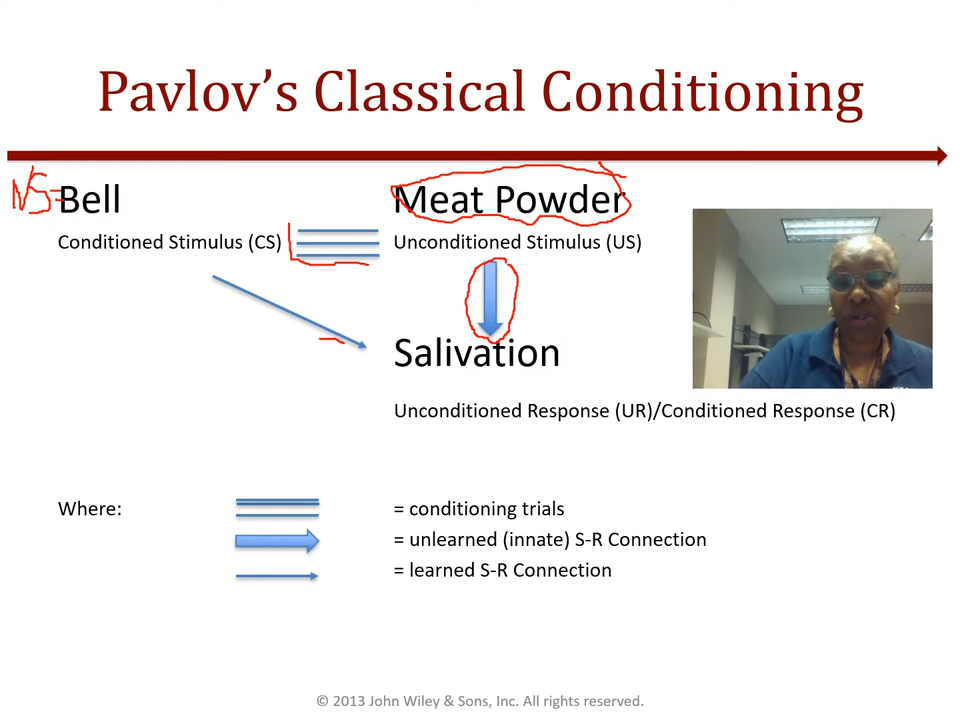 Pavlov’s Classical Conditioning
NS Bell
Meat Powder
Conditioned Stimulus (CS)
Unconditioned Stimulus (US)
Salivation
Unconditioned Response (UR)/Conditioned Response (CR)
Where:
= conditioning trials
= unlearned (innate) S-R Connection
= learned S-R Connection
© 2013 John Wiley & Sons, Inc. All rights reserved.